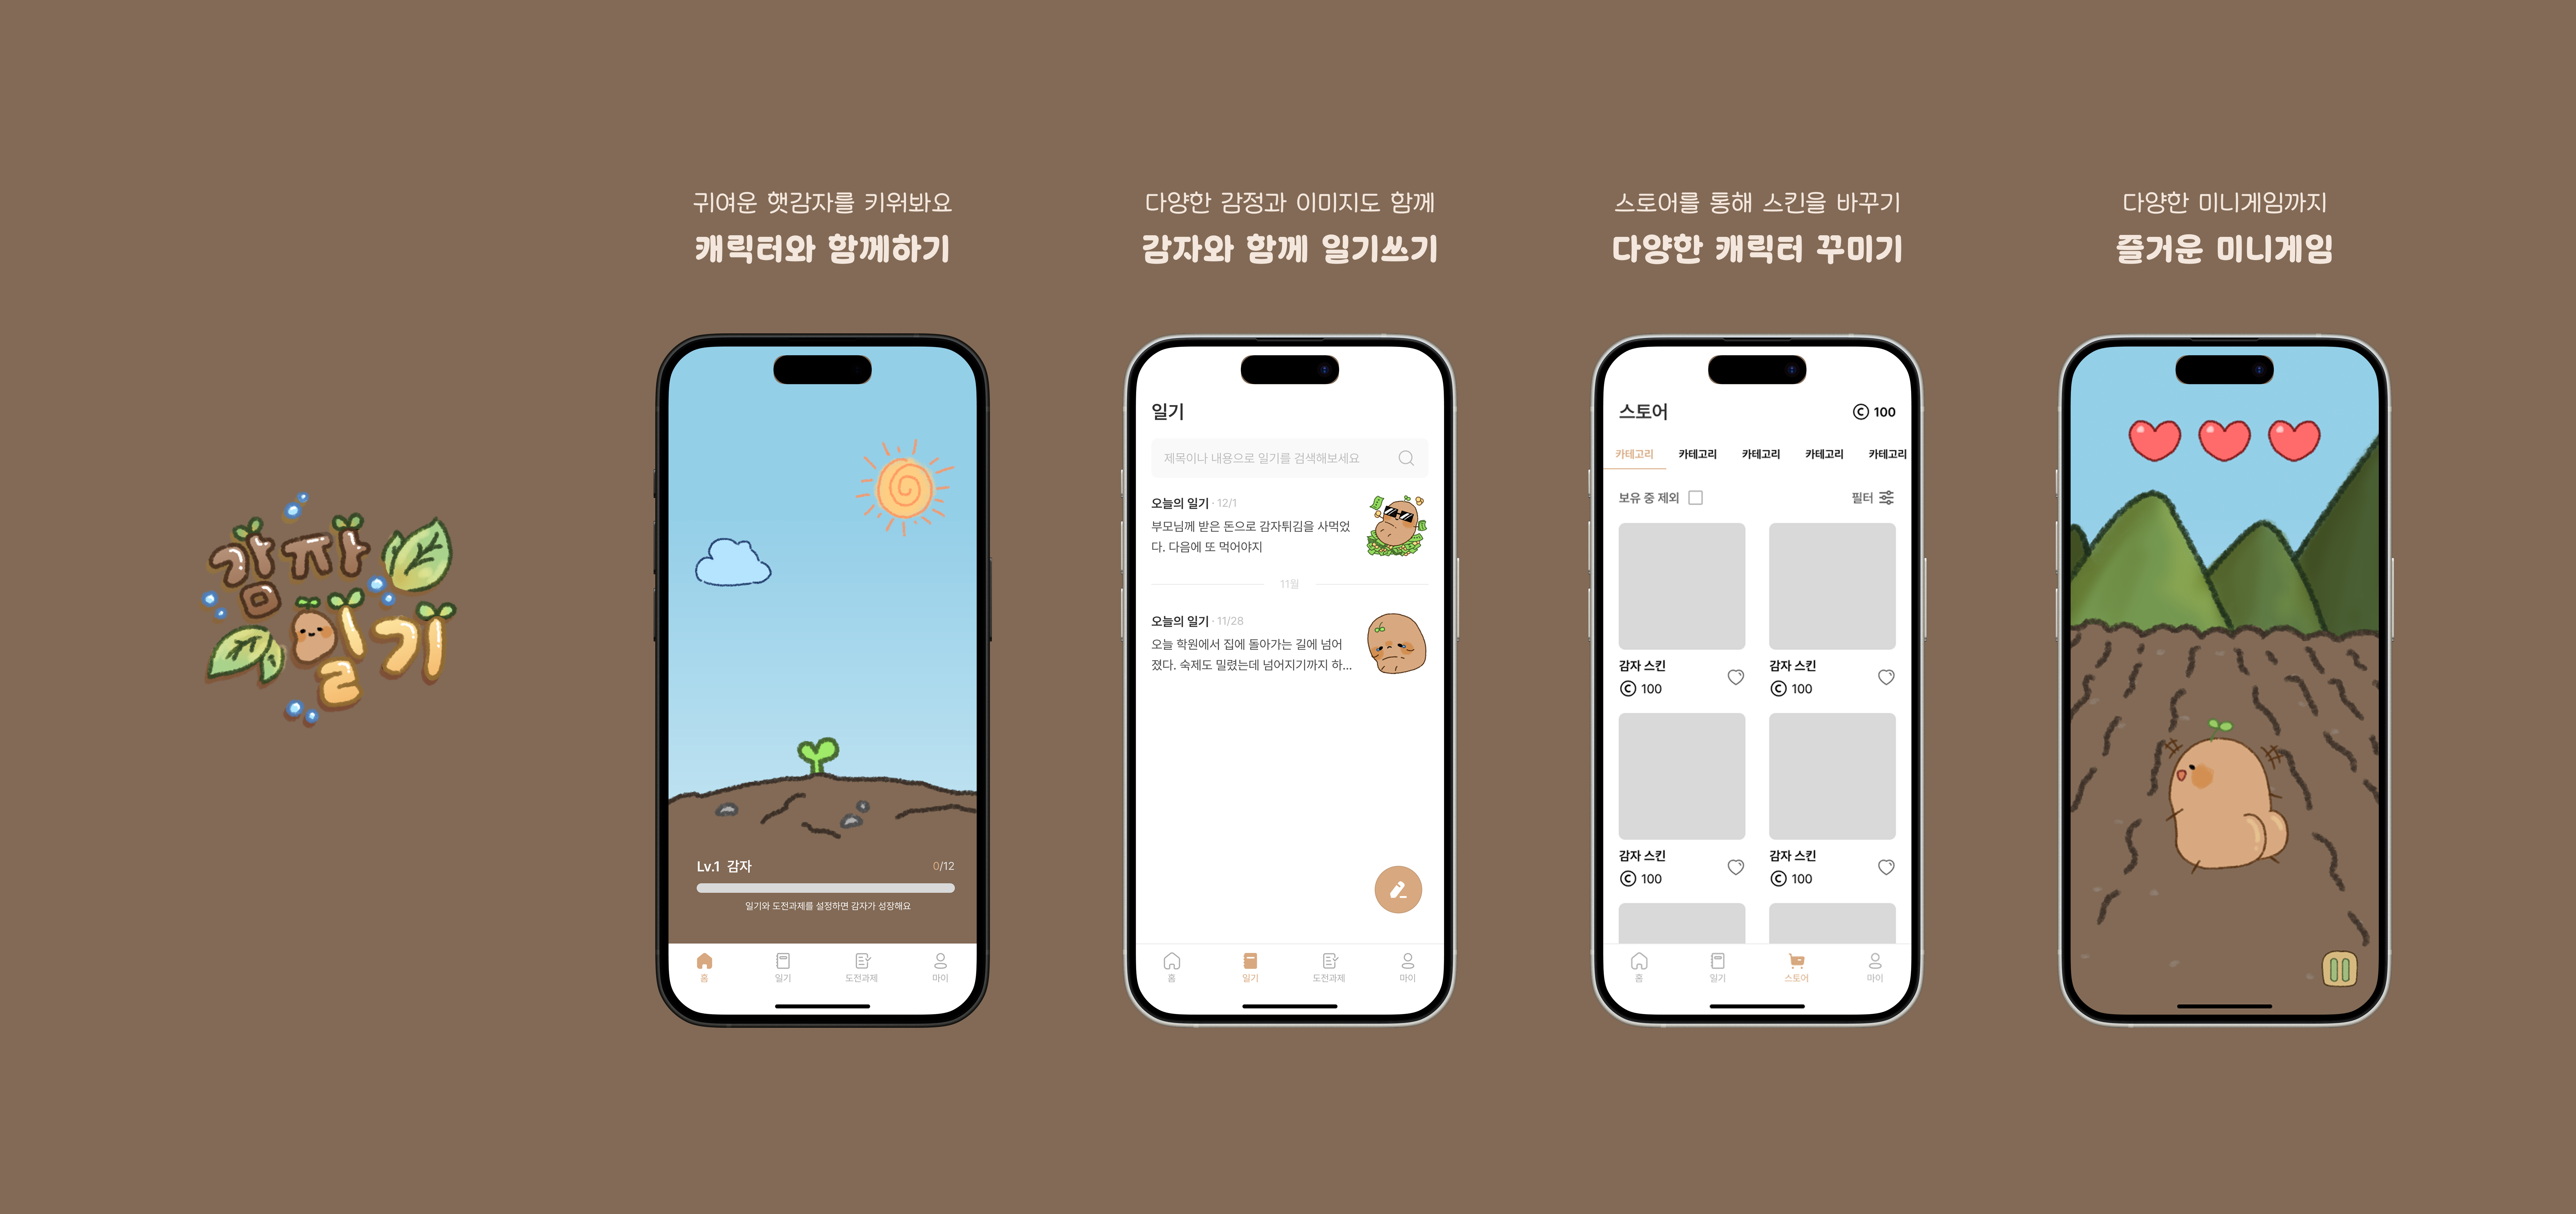 감자
일기
귀여운 햇감자를 키워봐요
캐릭터와 함께하기
Lv.1 감자
0/12
일기와 도전과제를 설정하면 감자가 성장해요
홈
일기
도전과제
마이
다양한 감정과 이미지도 함께
감자와 함께 일기쓰기
일기
제목이나 내용으로 일기를 검색해보세요
오늘의 일기 · 12/1
부모님께 받은 돈으로 감자튀김을 사먹었
다. 다음에 또 먹어야지
11월
오늘의 일기 · 11/28
오늘 학원에서 집에 돌아가는 길에 넘어
졌다. 숙제도 밀렸는데 넘어지기까지 하...
홈
일기
도전과제
마이
스토어를 통해 스킨을 바꾸기
다양한 캐릭터 꾸미기
스토어
C 100
카테고리
카테고리
카테고리
카테고리
카테고리
보유 중 제외
필터
감자 스킨
C 100
감자 스킨
C 100
감자 스킨
C 100
감자 스킨
C 100
홈
일기
스토어
마이
다양한 미니게임까지
즐거운 미니게임